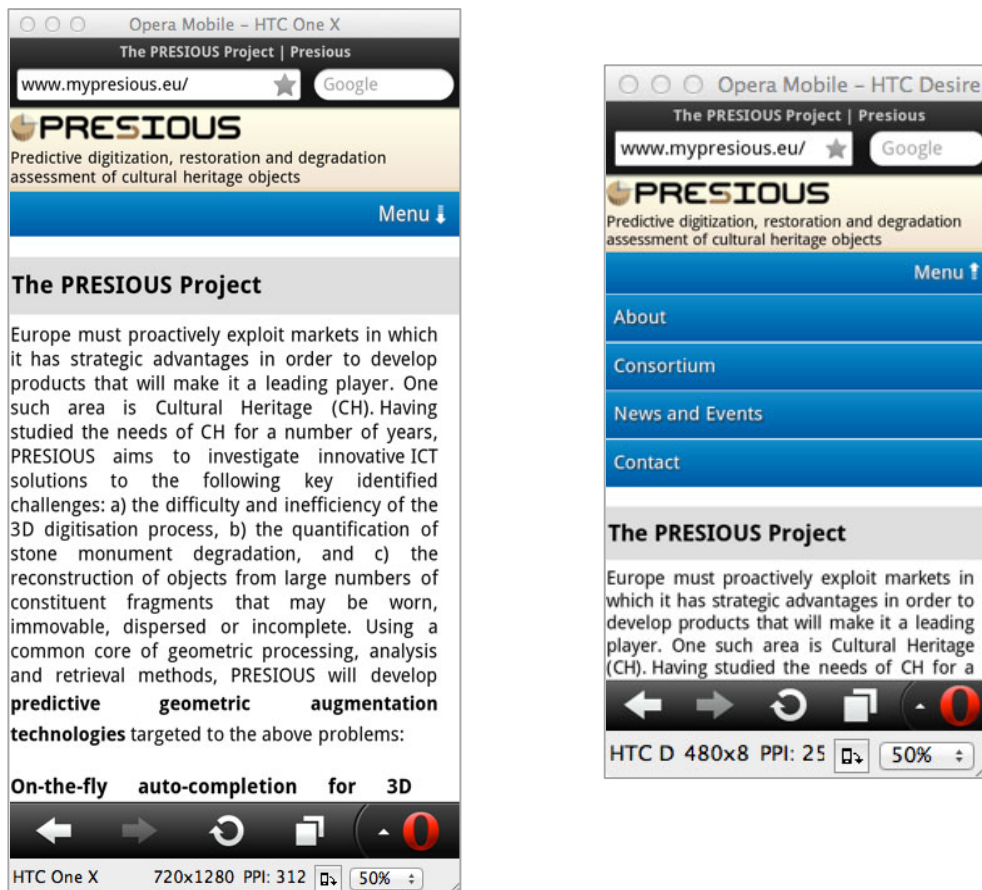 Opera Mobile – HTC One X
The PRESIOUS Project | Presious
www.mypresious.eu/ Google
PRESIOUS
Predictive digitization, restoration and degradation
assessment of cultural heritage objects
Menu
The PRESIOUS Project
Europe must proactively exploit markets in which
it has strategic advantages in order to develop
products that will make it a leading player. One
such area is Cultural Heritage (CH). Having
studied the needs of CH for a number of years,
PRESIOUS aims to investigate innovative ICT
solutions to the following key identified
challenges: a) the difficulty and inefficiency of the
3D digitisation process, b) the quantification of
stone monument degradation, and c) the
reconstruction of objects from large numbers of
constituent fragments that may be worn,
immovable, dispersed or incomplete. Using a
common core of geometric processing, analysis
and retrieval methods, PRESIOUS will develop
predictive geometric augmentation
technologies targeted to the above problems:
On-the-fly auto-completion for 3D
HTC One X 720x1280 PPI: 312 50%
Opera Mobile – HTC Desire
The PRESIOUS Project | Presious
www.mypresious.eu/ Google
PRESIOUS
Predictive digitization, restoration and degradation
assessment of cultural heritage objects
Menu
About
Consortium
News and Events
Contact
The PRESIOUS Project
Europe must proactively exploit markets in
which it has strategic advantages in order to
develop products that will make it a leading
player. One such area is Cultural Heritage
(CH). Having studied the needs of CH for a
HTC D 480x8 PPI: 25 50%